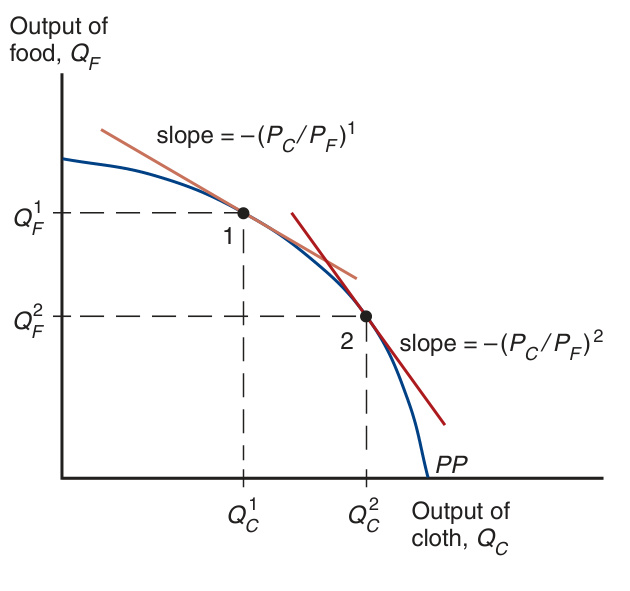 Output of
food, Q_F
slope = –(P_C/P_F)^1
Q_F^1
1
Q_F^2
2
slope = –(P_C/P_F)^2
PP
Q_C^1
Q_C^2
Output of
cloth, Q_C